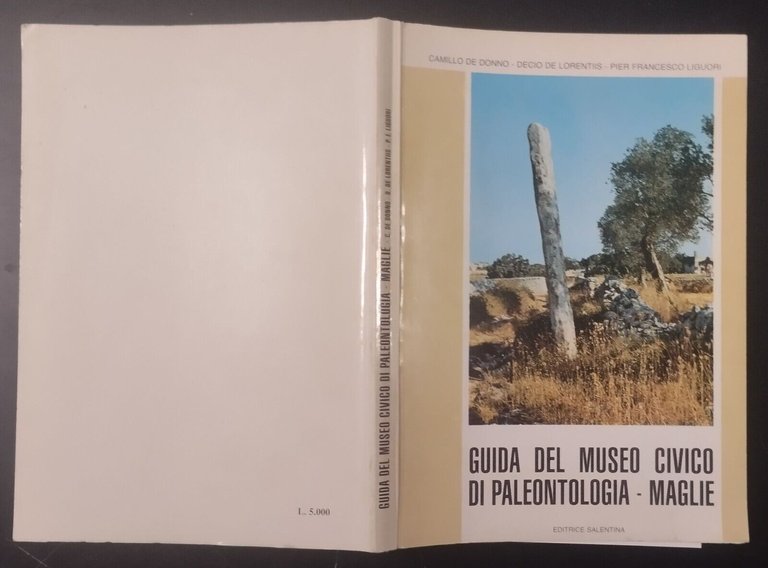 L. 5.000
GUIDA DEL MUSEO CIVICO DI PALEONTOLOGIA - MAGLIE - C. DE DONNO - D. DE LORENTIIS - P. F. LIGUORI
CAMILLO DE DONNO - DECIO DE LORENTIIS - PIER FRANCESCO LIGUORI
GUIDA DEL MUSEO CIVICO
DI PALEONTOLOGIA - MAGLIE
EDITRICE SALENTINA